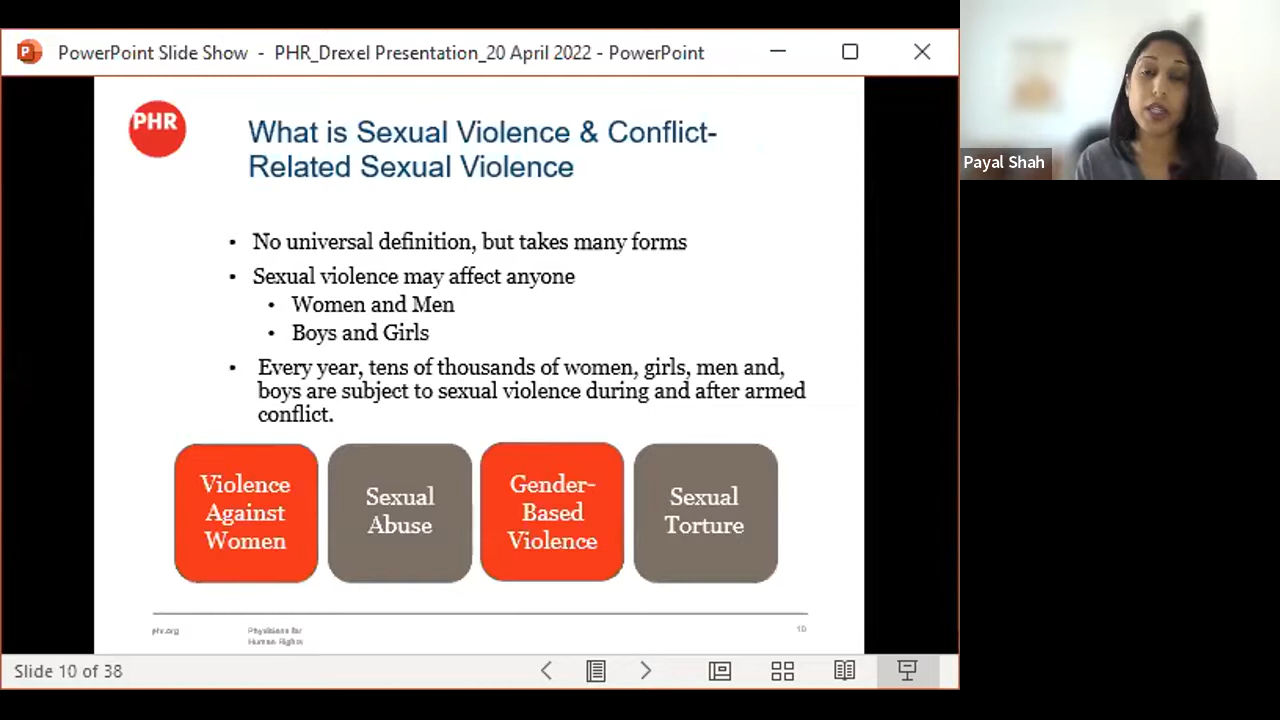 PowerPoint Slide Show - PHR_Drexel Presentation_20 April 2022 - PowerPoint
Payal Shah
PHR
What is Sexual Violence & Conflict-
Related Sexual Violence
• No universal definition, but takes many forms
• Sexual violence may affect anyone
• Women and Men
• Boys and Girls
• Every year, tens of thousands of women, girls, men and,
boys are subject to sexual violence during and after armed
conflict.
Violence
Against
Women
Sexual
Abuse
Gender-
Based
Violence
Sexual
Torture
phr.org
Physicians for
Human Rights
10
Slide 10 of 38